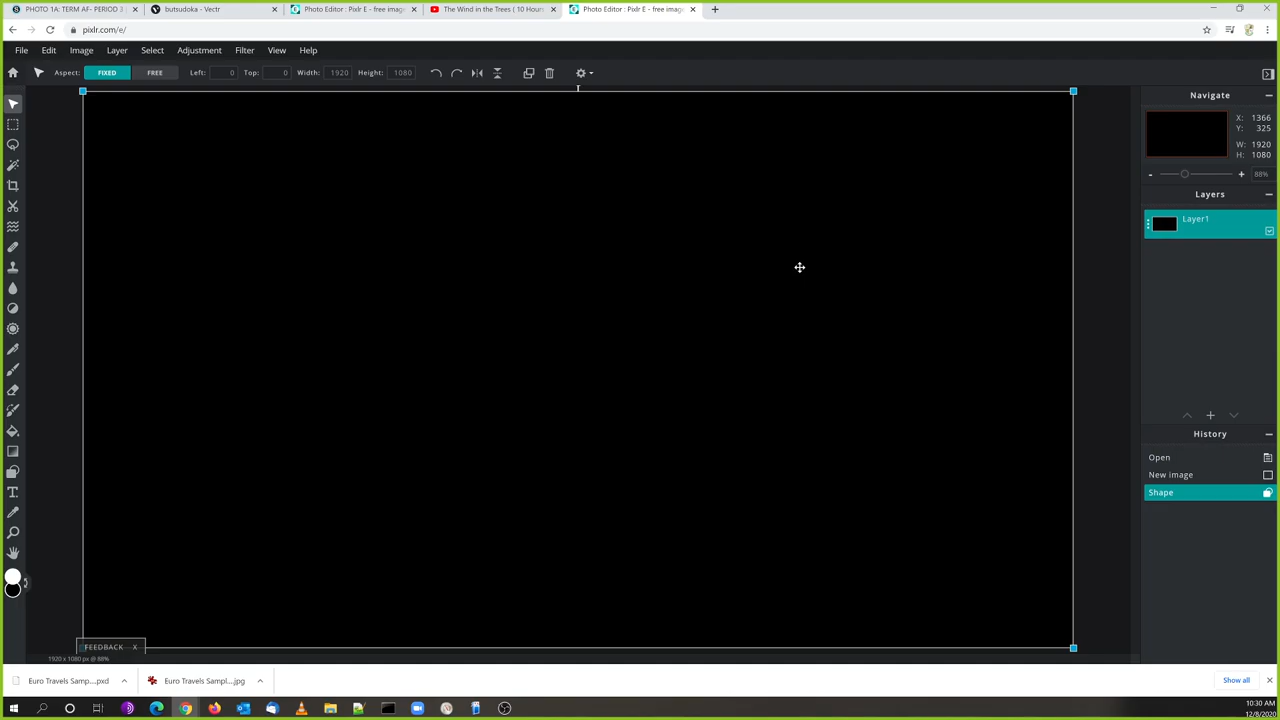 PHOTO 1A: TERM AF- PERIOD 3
butsudoka - Vectr
Photo Editor : Pixlr E - free imag
The Wind in the Trees ( 10 Hours
Photo Editor : Pixlr E - free imag
pixlr.com/e/
File Edit Image Layer Select Adjustment Filter View Help
Aspect: FIXED FREE Left: 0 Top: 0 Width: 1920 Height: 1080
Navigate
X: 1366
Y: 325
W: 1920
H: 1080
- + 88%
Layers
Layer1
History
Open
New image
Shape
FEEDBACK X
1920 x 1080 px @ 88%
Euro Travels Samp....pxd
Euro Travels Sampl....jpg
Show all
10:30 AM
12/8/2020